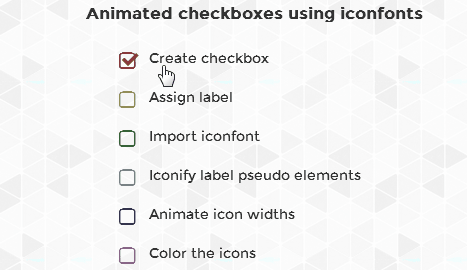 Animated checkboxes using iconfonts
Create checkbox
Assign label
Import iconfont
Iconify label pseudo elements
Animate icon widths
Color the icons